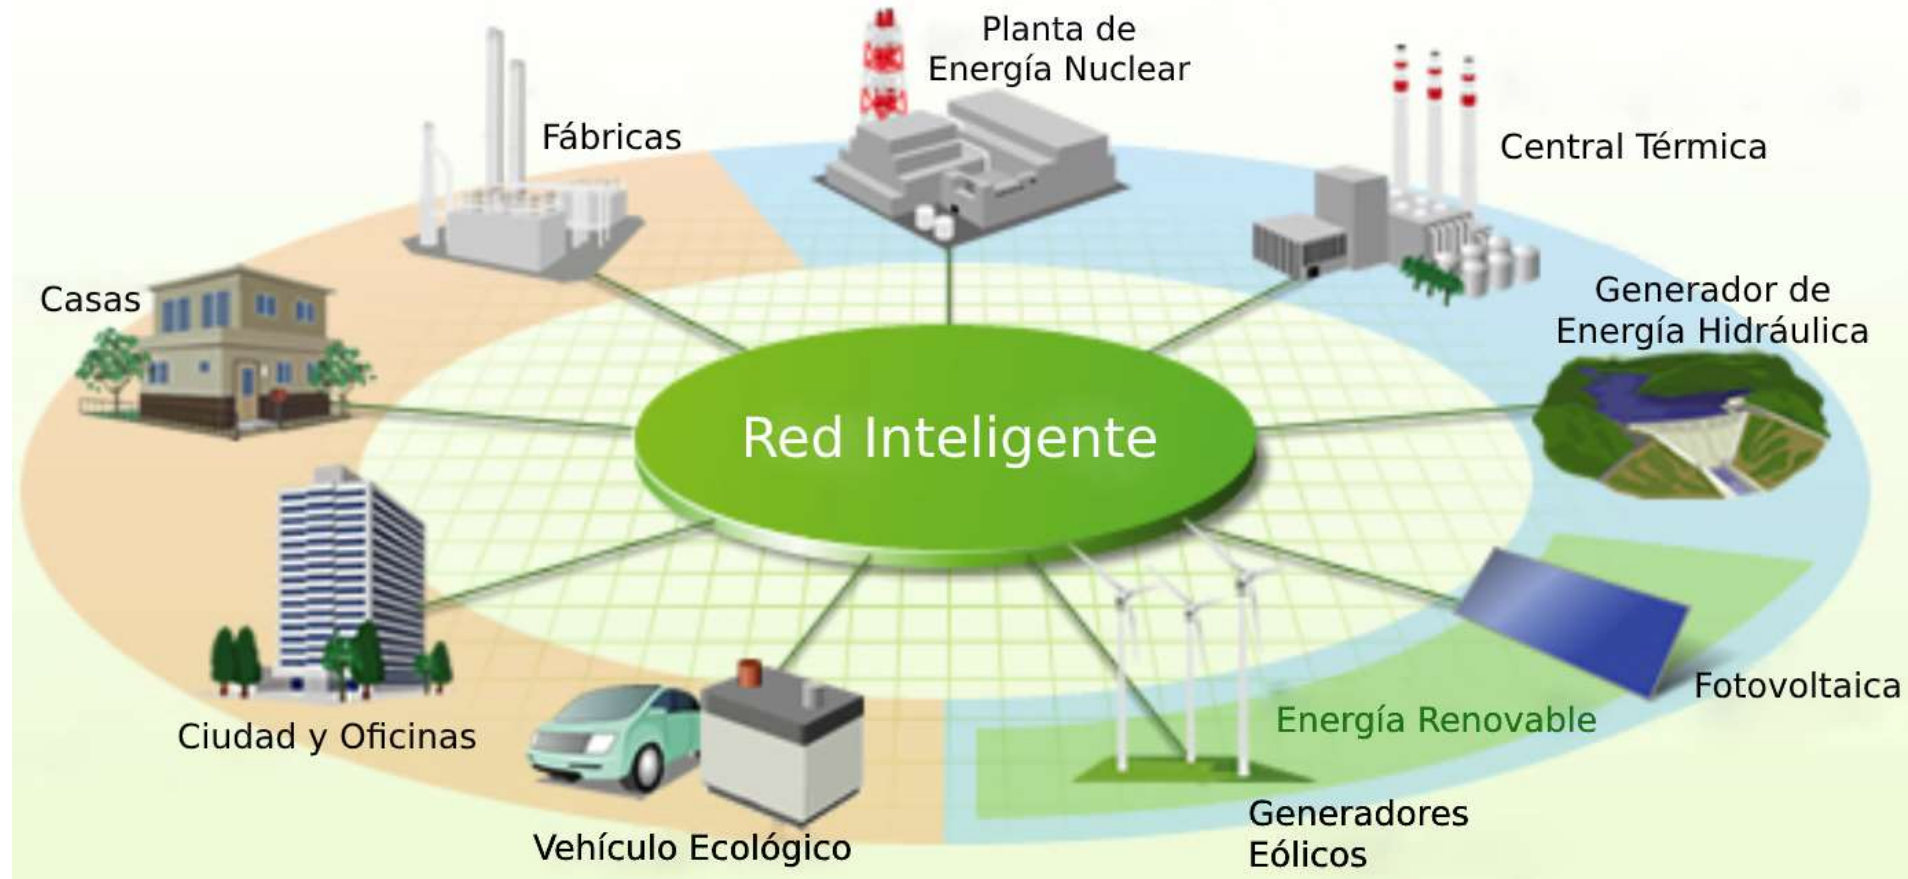 Planta de
Energía Nuclear
Fábricas
Central Térmica
Casas
Generador de
Energía Hidráulica
Red Inteligente
Fotovoltaica
Energía Renovable
Ciudad y Oficinas
Generadores
Eólicos
Vehículo Ecológico